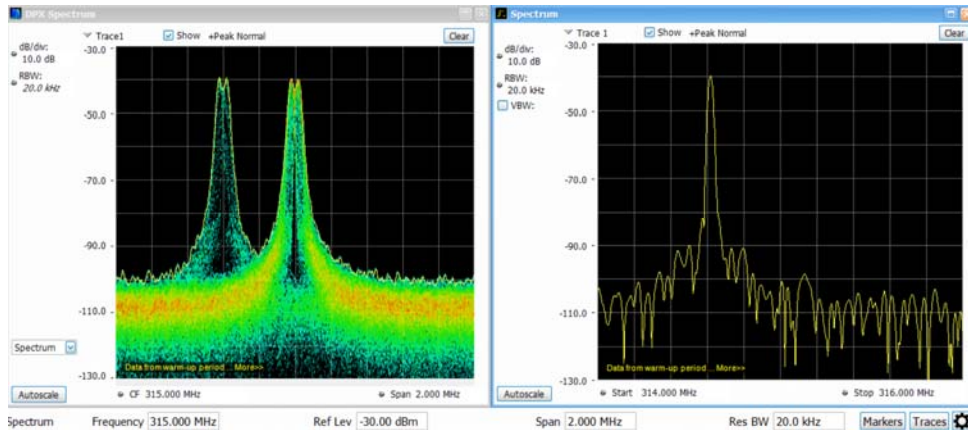 DPX Spectrum
Trace1 Show +Peak Normal Clear
dB/div:
10.0 dB
RBW:
20.0 kHz
-30.0
-50.0
-70.0
-90.0
-110.0
-130.0
Spectrum
Data from warm-up period ... More>>
Autoscale CF 315.000 MHz Span 2.000 MHz
Spectrum
Trace 1 Show +Peak Normal Clear
dB/div:
10.0 dB
RBW:
20.0 kHz
VBW:
-30.0
-50.0
-70.0
-90.0
-110.0
-130.0
Data from warm-up period ... More>>
Autoscale Start 314.000 MHz Stop 316.000 MHz
Spectrum Frequency 315.000 MHz Ref Lev -30.00 dBm Span 2.000 MHz Res BW 20.0 kHz Markers Traces